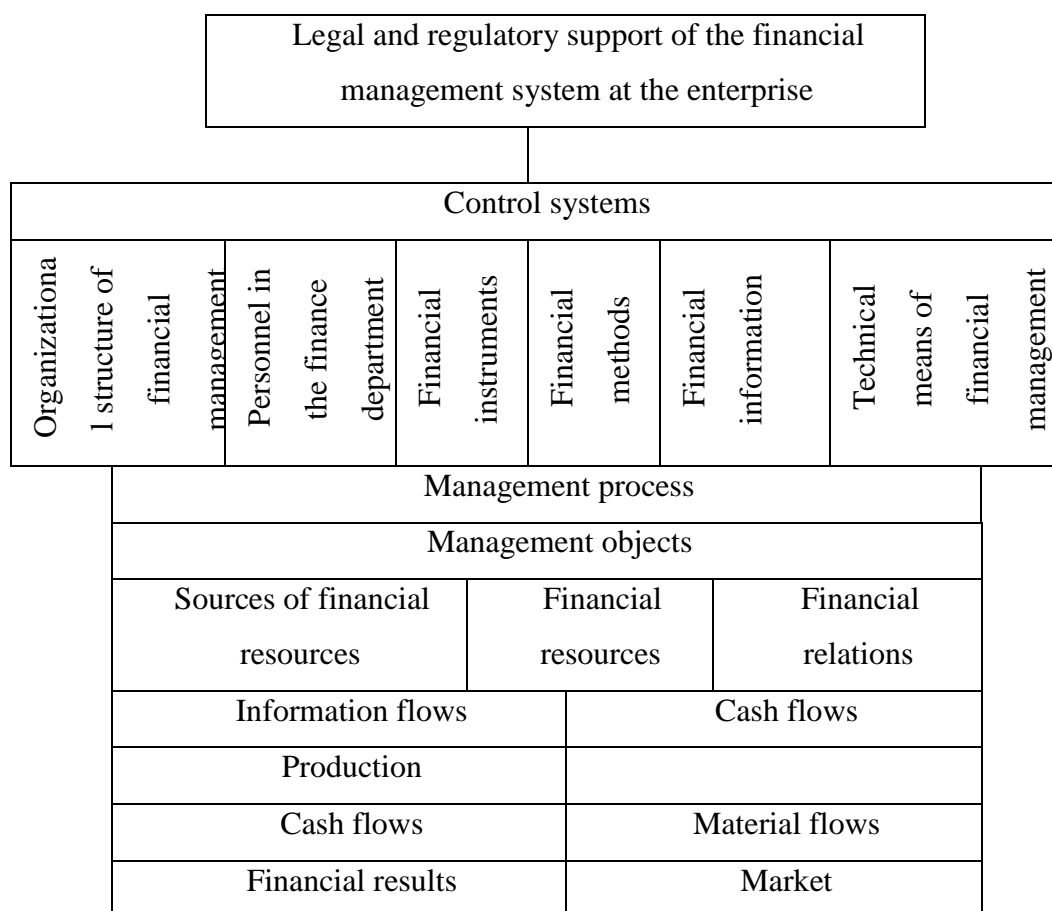 Legal and regulatory support of the financial
management system at the enterprise
Control systems
Organizationa
l structure of
financial
management
Personnel in
the finance
department
Financial
instruments
Financial
methods
Financial
information
Technical
means of
financial
management
Management process
Management objects
Sources of financial
resources
Financial
resources
Financial
relations
Information flows
Cash flows
Production
Cash flows
Material flows
Financial results
Market